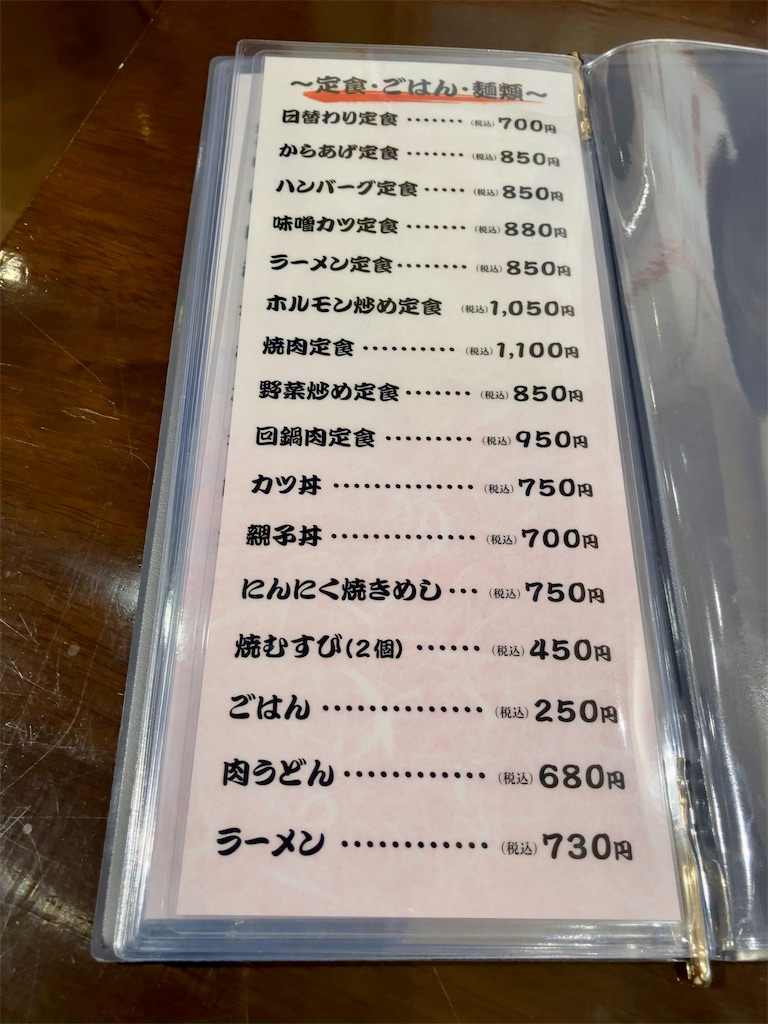 ～定食・ごはん・麺類～
日替わり定食 ・・・・・・・ (税込) 700円
からあげ定食 ・・・・・・・ (税込) 850円
ハンバーグ定食 ・・・・・ (税込) 850円
味噌カツ定食 ・・・・・・・ (税込) 880円
ラーメン定食 ・・・・・・・・ (税込) 850円
ホルモン炒め定食 (税込) 1,050円
焼肉定食 ・・・・・・・・・・ (税込) 1,100円
野菜炒め定食 ・・・・・・・ (税込) 850円
回鍋肉定食 ・・・・・・・・・ (税込) 950円
カツ丼 ・・・・・・・・・・・・・・ (税込) 750円
親子丼 ・・・・・・・・・・・・・・ (税込) 700円
にんにく焼きめし ・・・ (税込) 750円
焼むすび(2個) ・・・・・・ (税込) 450円
ごはん ・・・・・・・・・・・・・・ (税込) 250円
肉うどん ・・・・・・・・・・・・ (税込) 680円
ラーメン ・・・・・・・・・・・・ (税込) 730円